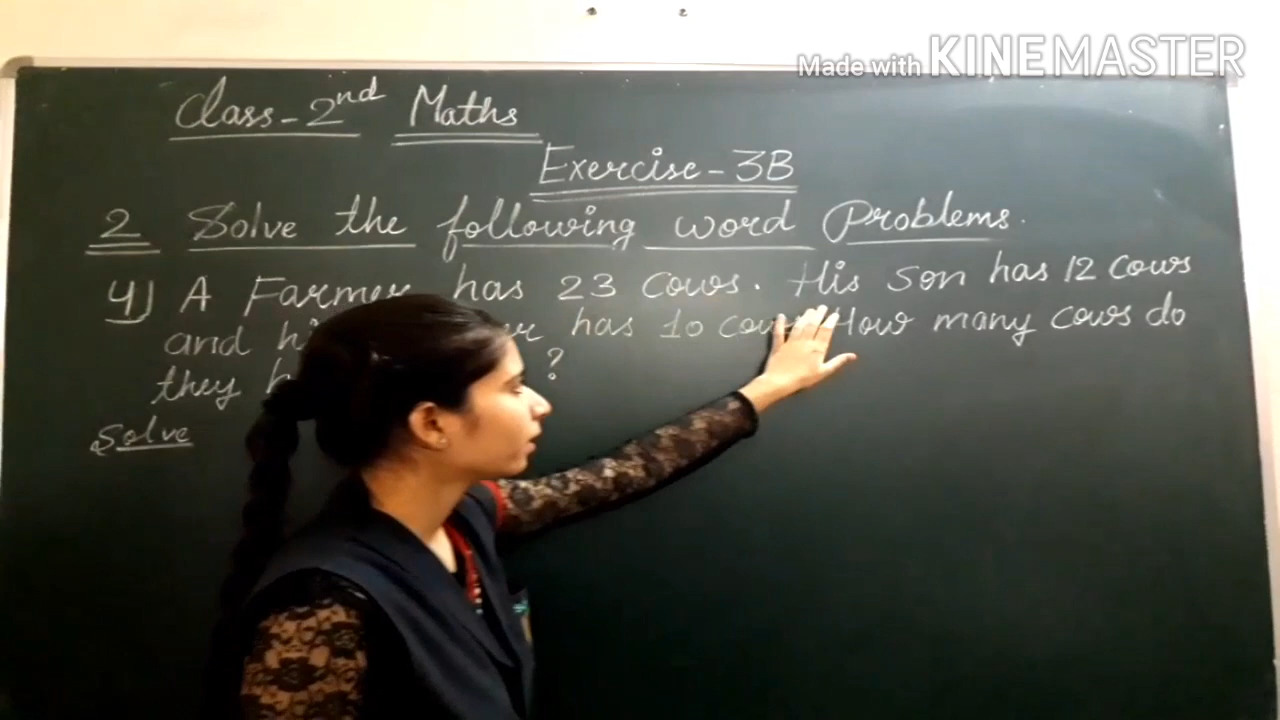 Made with KINEMASTER
Class-2nd Maths
Exercise-3B
2 Solve the following word Problems.
4) A Farmer has 23 cows. His son has 12 cows
and has 10 cows How many cows do
they ?
Solve